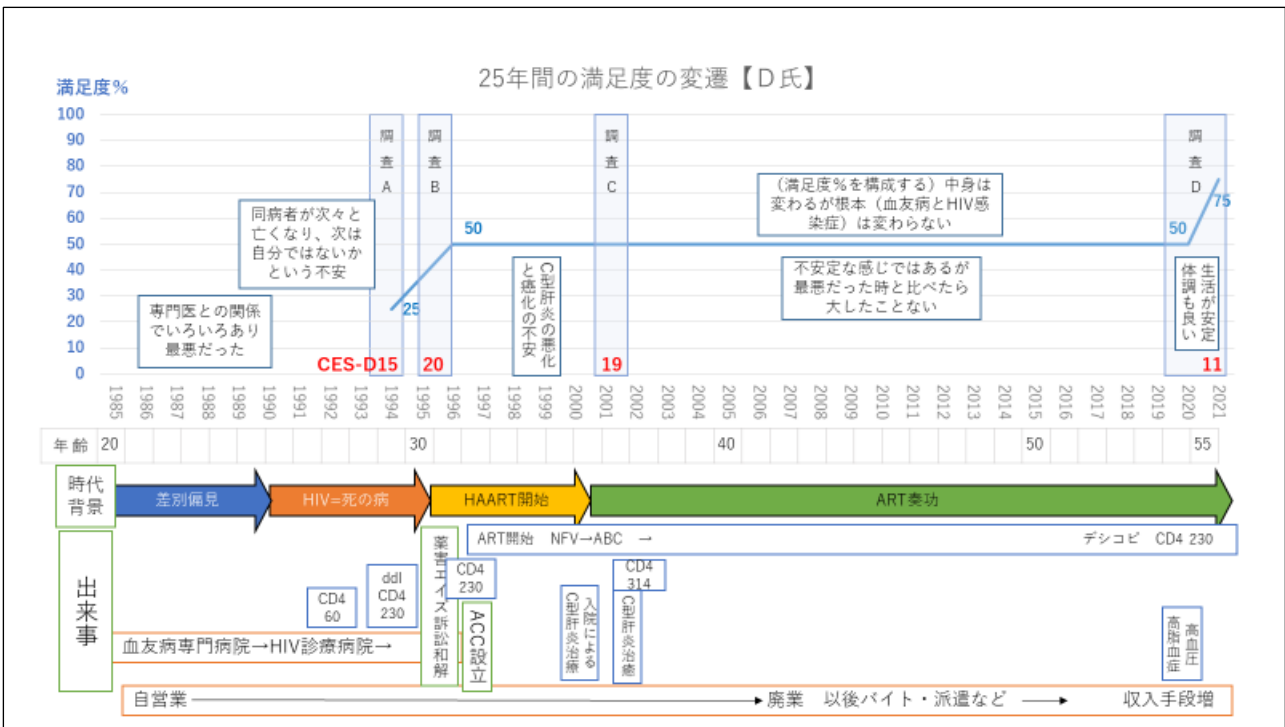 25年間の満足度の変遷【D氏】
満足度%
100
90
80
70
60
50
40
30
20
10
0
調査A
調査B
調査C
調査D
同病者が次々と
亡くなり、次は
自分ではないか
という不安
専門医との関係
でいろいろあり
最悪だった
25
50
C型肝炎の悪化
と癌化の不安
(満足度%を構成する)中身は
変わるが根本(血友病とHIV感
染症)は変わらない
不安定な感じではあるが
最悪だった時と比べたら
大したことない
50
75
生活が安定
体調も良い
CES-D15
20
19
11
1985
1986
1987
1988
1989
1990
1991
1992
1993
1994
1995
1996
1997
1998
1999
2000
2001
2002
2003
2004
2005
2006
2007
2008
2009
2010
2011
2012
2013
2014
2015
2016
2017
2018
2019
2020
2021
年齢 20 30 40 50 55
時代
背景
差別偏見
HIV=死の病
HAART開始
ART奏功
出来事
ART開始 NFV→ABC → デシコビ CD4 230
CD4
60
ddI
CD4
230
薬害エイズ訴訟和解
CD4
230
ACC設立
入院による
C型肝炎治療
CD4
314
C型肝炎治癒
高血圧
高脂血症
血友病専門病院→HIV診療病院→
自営業 → 廃業 以後バイト・派遣など → 収入手段増